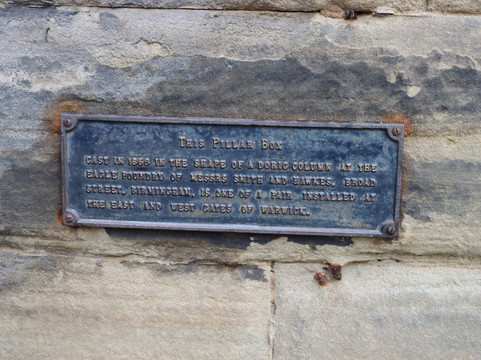 This Pillar Box
CAST IN 1856 IN THE SHAPE OF A DORIC COLUMN AT THE
EAGLE FOUNDRY OF MESSRS SMITH AND HAWKES, BROAD
STREET, BIRMINGHAM, IS ONE OF A PAIR INSTALLED AT
THE EAST AND WEST GATES OF WARWICK.